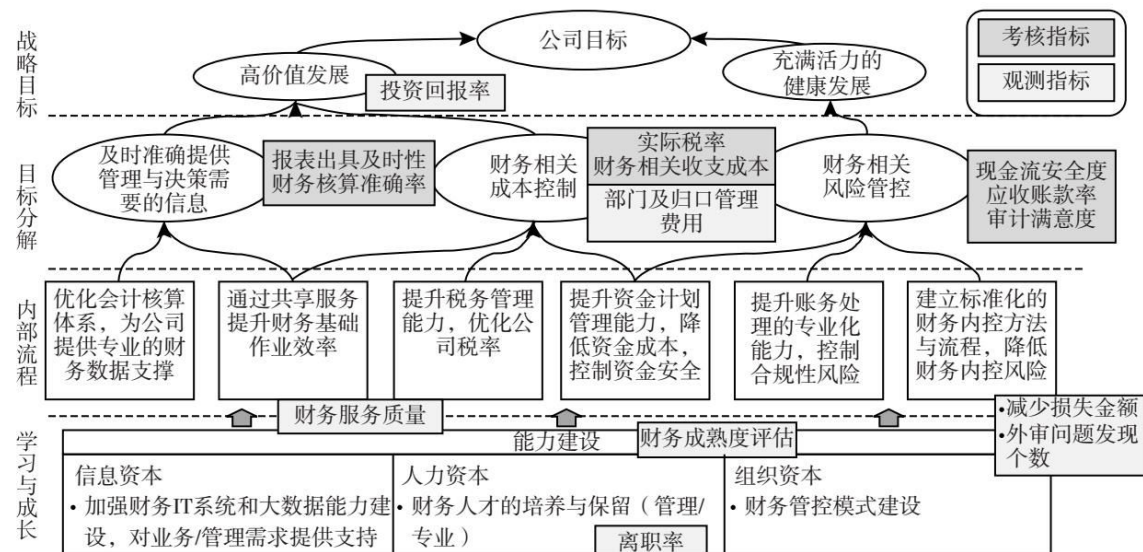 战略目标
公司目标
高价值发展
投资回报率
充满活力的
健康发展
考核指标
观测指标
目标分解
及时准确提供
管理与决策需
要的信息
报表出具及时性
财务核算准确率
财务相关
成本控制
实际税率
财务相关收支成本
部门及归口管理
费用
财务相关
风险管控
现金流安全度
应收账款率
审计满意度
内部流程
优化会计核算
体系，为公司
提供专业的财
务数据支撑
通过共享服务
提升财务基础
作业效率
提升税务管理
能力，优化公
司税率
提升资金计划
管理能力，降
低资金成本，
控制资金安全
提升账务处
理的专业化
能力，控制
合规性风险
建立标准化的
财务内控方法
与流程，降低
财务内控风险
财务服务质量
•减少损失金额
•外审问题发现
个数
学习与成长
能力建设
财务成熟度评估
信息资本
• 加强财务IT系统和大数据能力建
设，对业务/管理需求提供支持
人力资本
• 财务人才的培养与保留（管理/
专业）
离职率
组织资本
• 财务管控模式建设